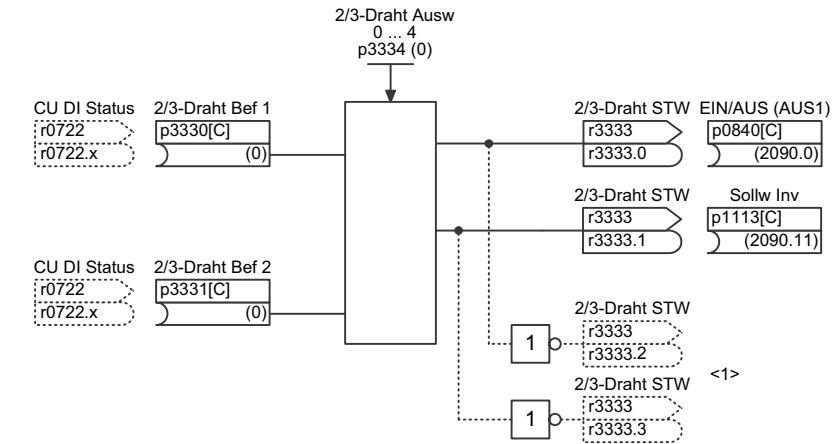 2/3-Draht Ausw
0 ... 4
p3334 (0)
CU DI Status
r0722
r0722.x
2/3-Draht Bef 1
p3330[C]
(0)
2/3-Draht STW
r3333
r3333.0
EIN/AUS (AUS1)
p0840[C]
(2090.0)
2/3-Draht STW
r3333
r3333.1
Sollw Inv
p1113[C]
(2090.11)
CU DI Status
r0722
r0722.x
2/3-Draht Bef 2
p3331[C]
(0)
2/3-Draht STW
1
r3333
r3333.2
<1>
2/3-Draht STW
1
r3333
r3333.3